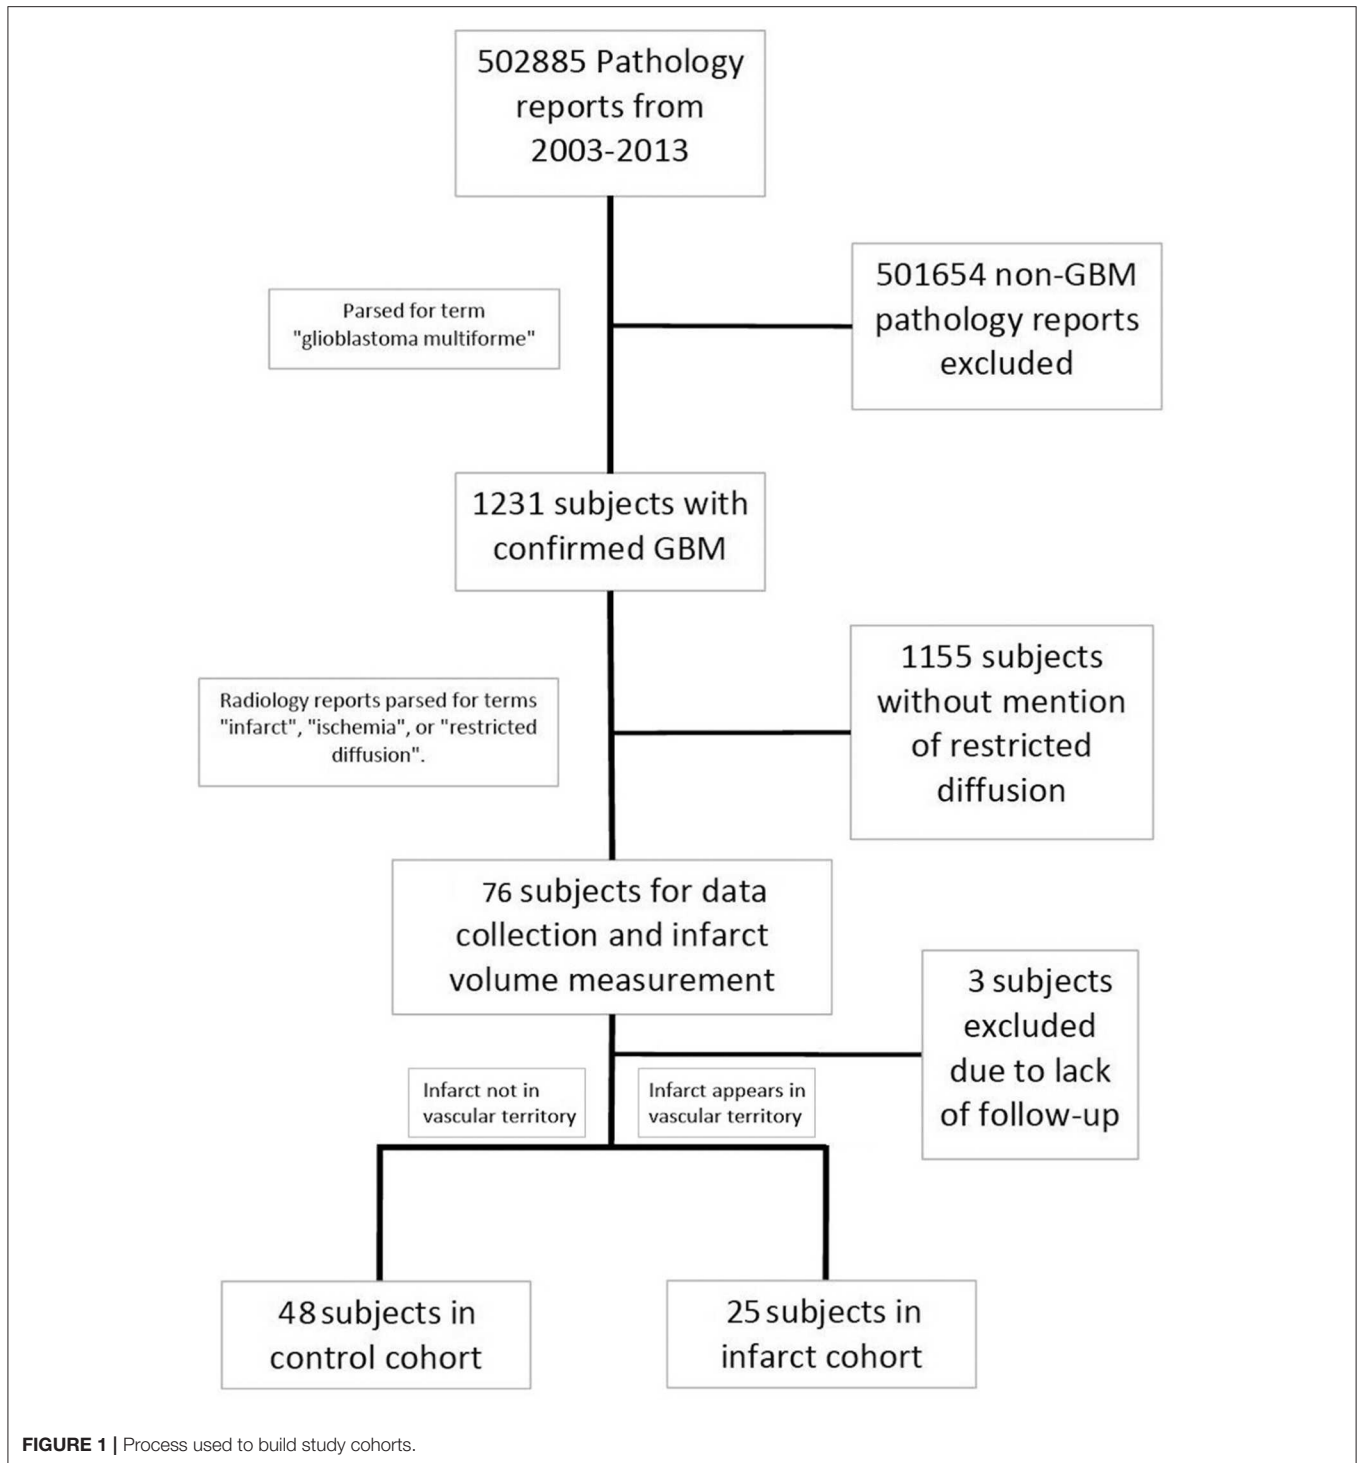 502885 Pathology
reports from
2003-2013
501654 non-GBM
pathology reports
excluded
Parsed for term
"glioblastoma multiforme"
1231 subjects with
confirmed GBM
1155 subjects
without mention
of restricted
diffusion
Radiology reports parsed for terms
"infarct", "ischemia", or "restricted
diffusion".
76 subjects for data
collection and infarct
volume measurement
3 subjects
excluded
due to lack
of follow-up
Infarct not in
vascular territory
Infarct appears in
vascular territory
48 subjects in
control cohort
25 subjects in
infarct cohort
FIGURE 1 | Process used to build study cohorts.